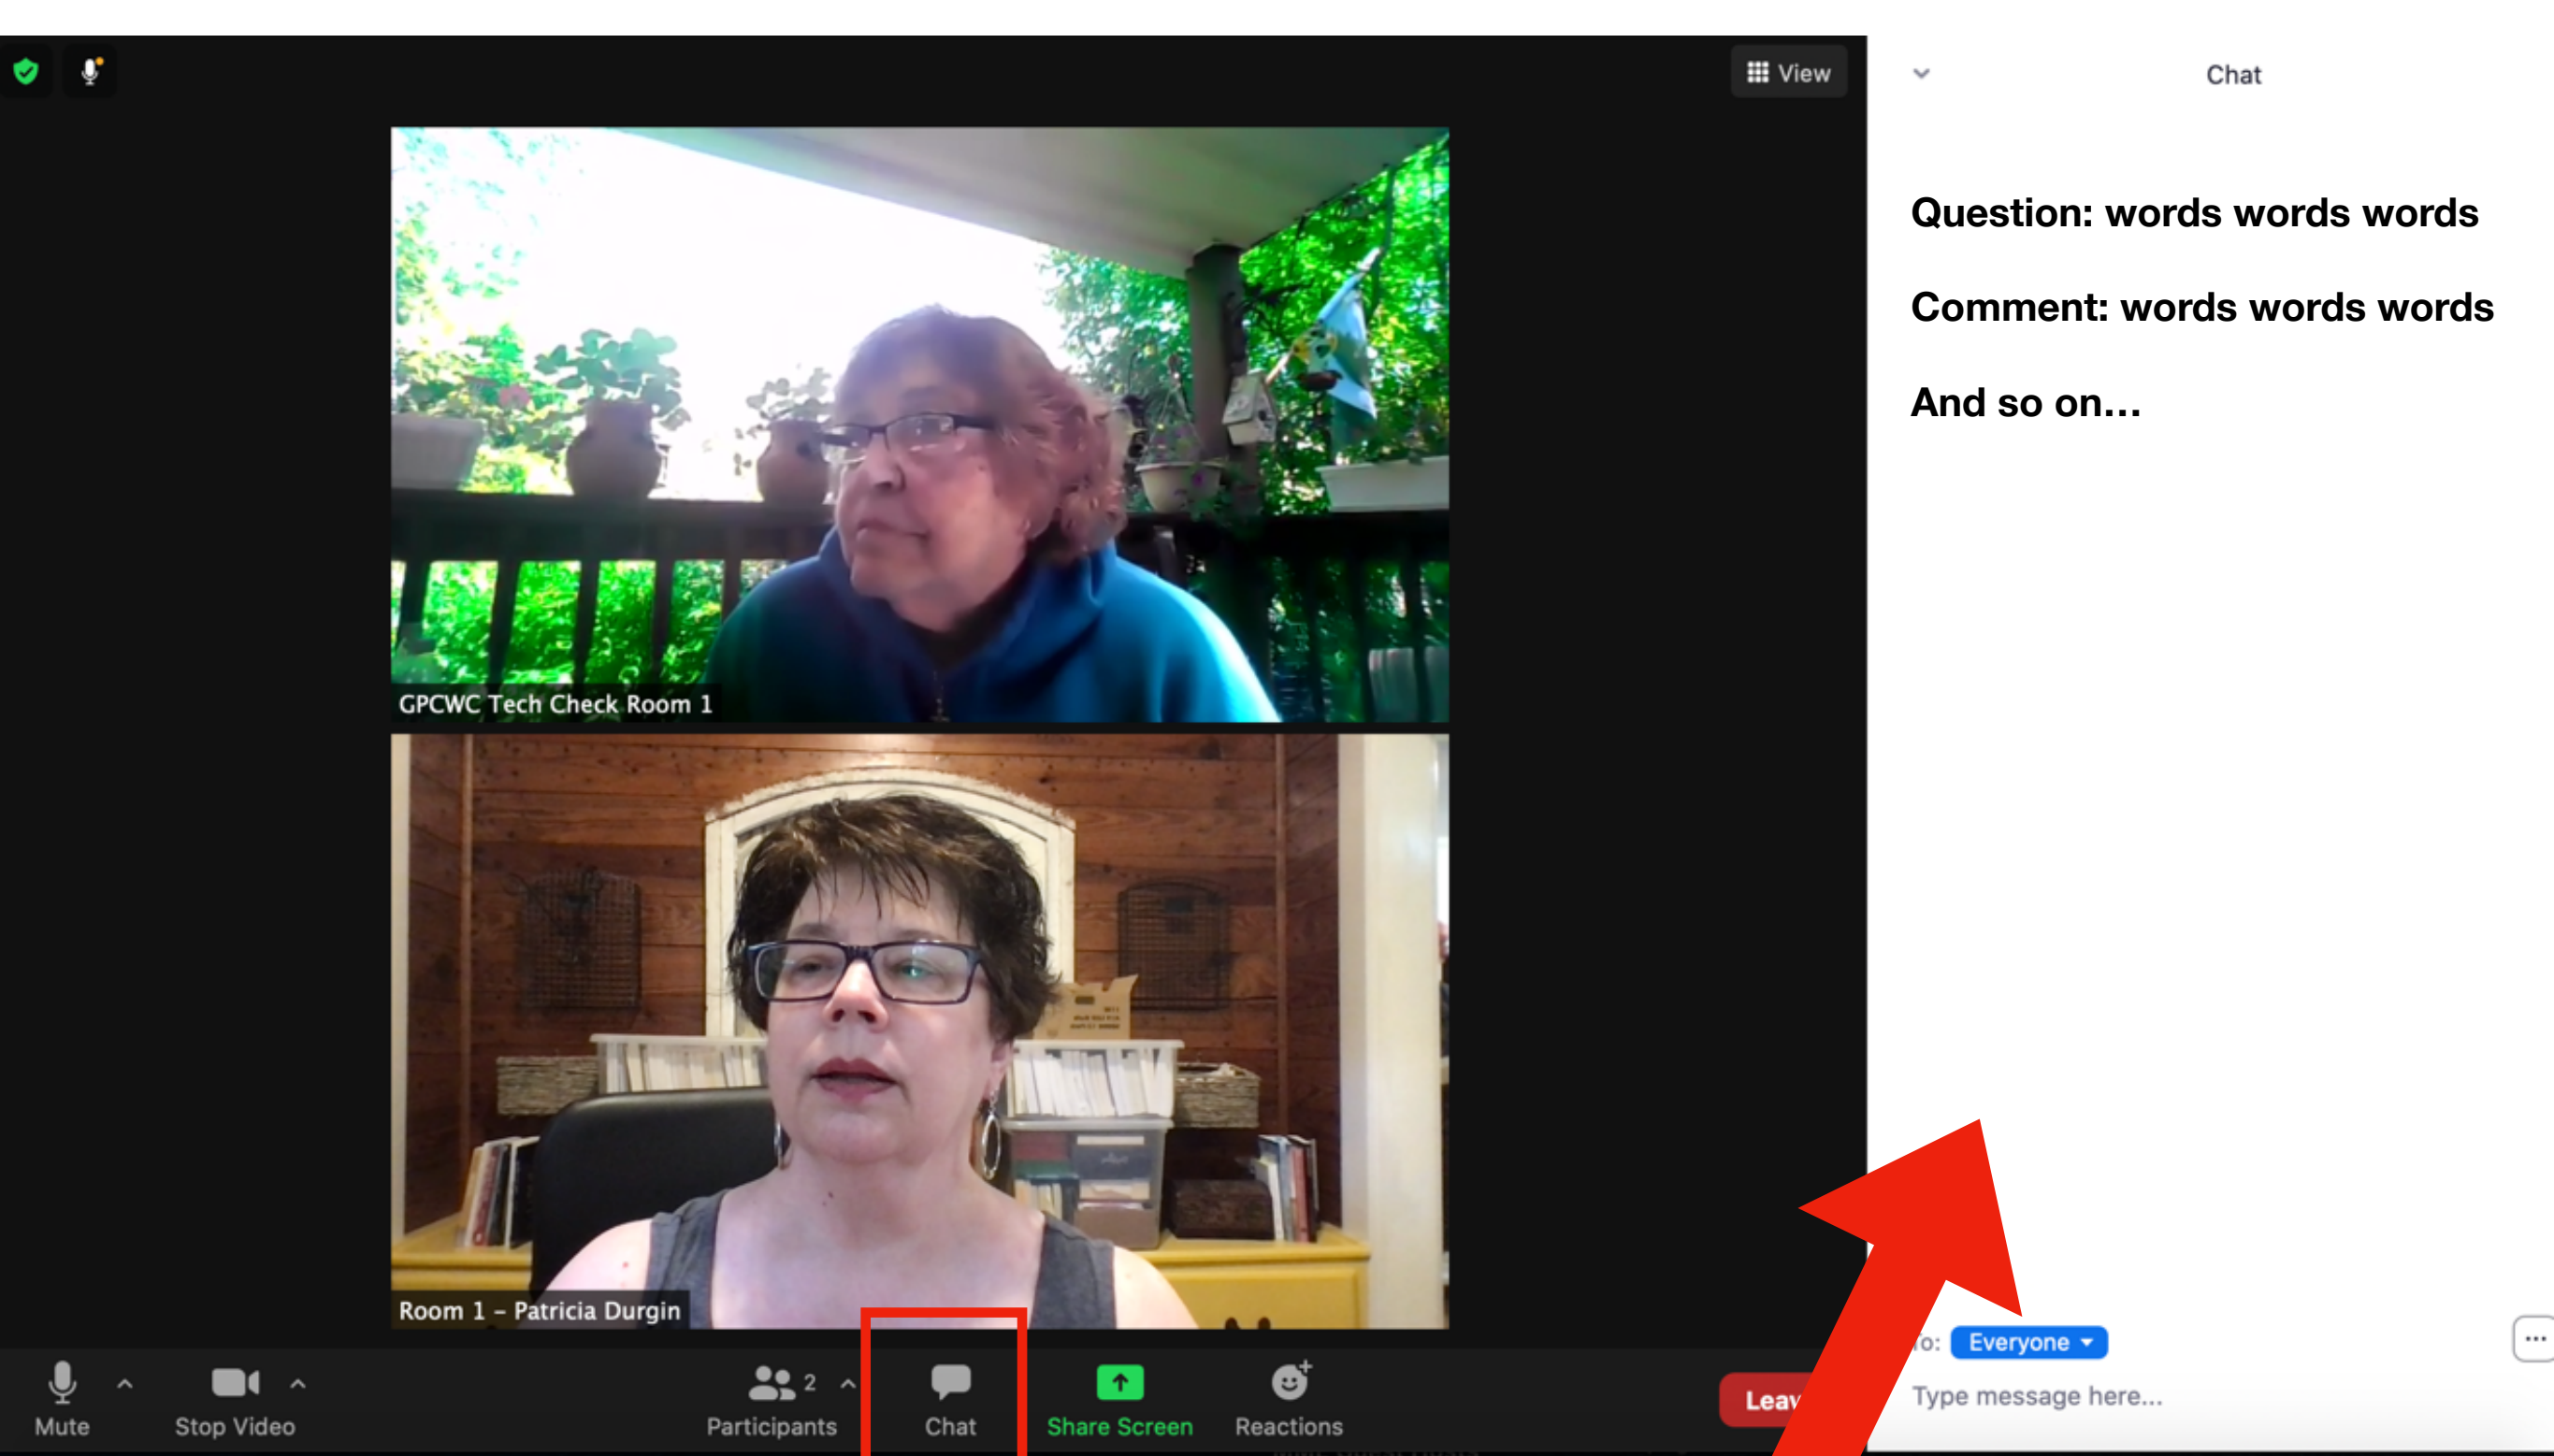 View
Chat
Question: words words words
Comment: words words words
And so on...
GPCWC Tech Check Room 1
Room 1 – Patricia Durgin
To: Everyone
Type message here...
Mute
Stop Video
2
Participants
Chat
Share Screen
Reactions